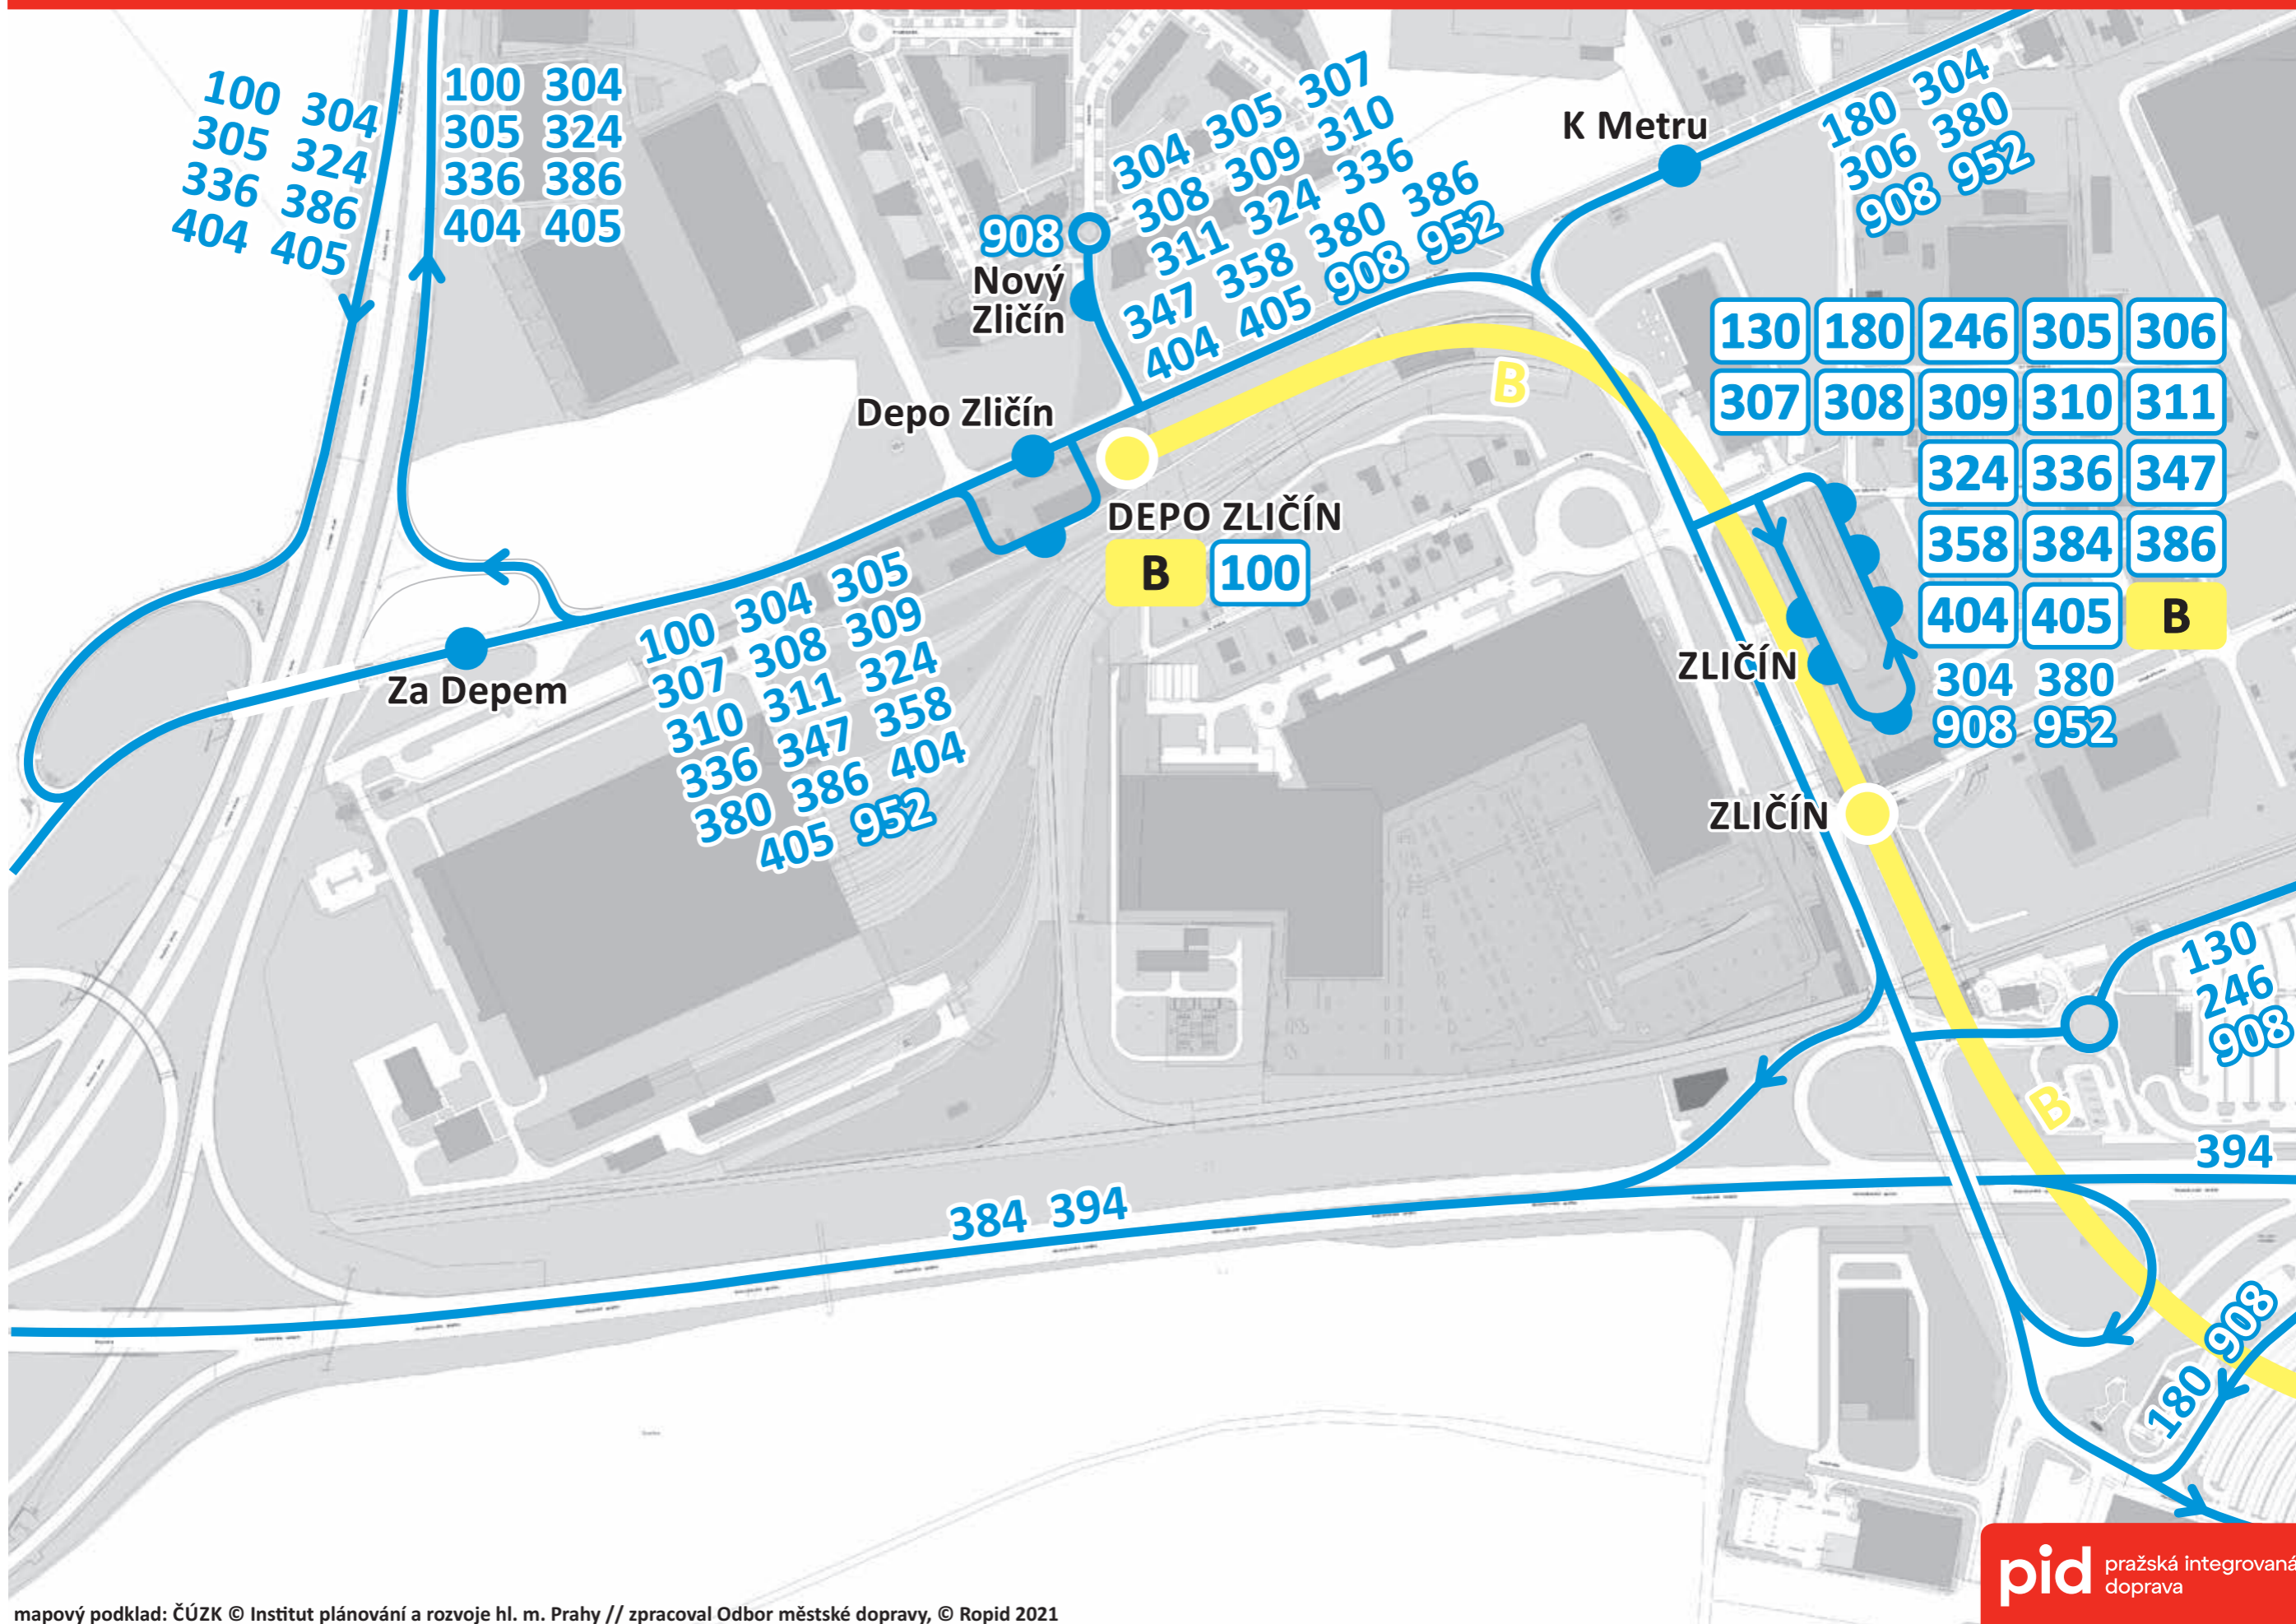 100 304
305 324
336 386
404 405
100 304
305 324
336 386
404 405
304 305 307
308 309 310
311 324 336
347 358 380 386
404 405 908 952
K Metru
180 304
306 380
908 952
908
Nový
Zličín
Depo Zličín
DEPO ZLIČÍN
B 100
B
130 180 246 305 306
307 308 309 310 311
324 336 347
358 384 386
404 405 B
304 380
908 952
ZLIČÍN
ZLIČÍN
Za Depem
100 304 305
307 308 309
310 311 324
336 347 358
380 386 404
405 952
130
246
908
B
394
384 394
180 908
pid pražská integrovaná
doprava
mapový podklad: ČÚZK © Institut plánování a rozvoje hl. m. Prahy // zpracoval Odbor městské dopravy, © Ropid 2021